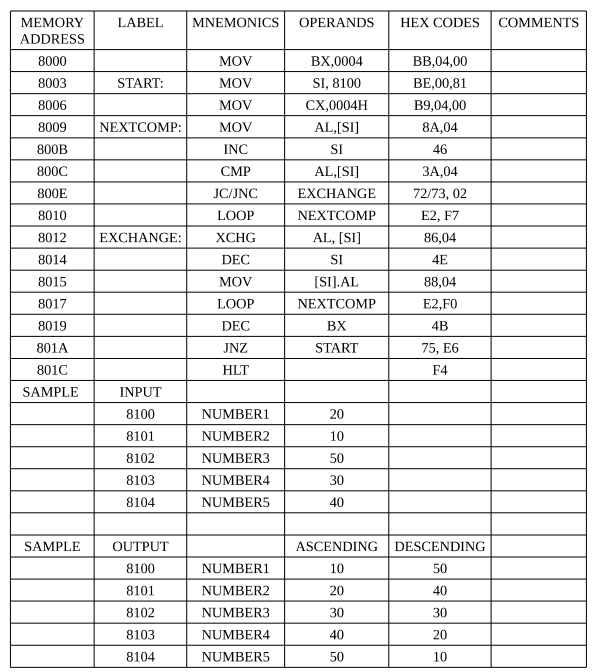 MEMORY ADDRESS LABEL MNEMONICS OPERANDS HEX CODES COMMENTS
8000 MOV BX,0004 BB,04,00
8003 START: MOV SI, 8100 BE,00,81
8006 MOV CX,0004H B9,04,00
8009 NEXTCOMP: MOV AL,[SI] 8A,04
800B INC SI 46
800C CMP AL,[SI] 3A,04
800E JC/JNC EXCHANGE 72/73, 02
8010 LOOP NEXTCOMP E2, F7
8012 EXCHANGE: XCHG AL, [SI] 86,04
8014 DEC SI 4E
8015 MOV [SI].AL 88,04
8017 LOOP NEXTCOMP E2,F0
8019 DEC BX 4B
801A JNZ START 75, E6
801C HLT F4
SAMPLE INPUT
8100 NUMBER1 20
8101 NUMBER2 10
8102 NUMBER3 50
8103 NUMBER4 30
8104 NUMBER5 40
SAMPLE OUTPUT ASCENDING DESCENDING
8100 NUMBER1 10 50
8101 NUMBER2 20 40
8102 NUMBER3 30 30
8103 NUMBER4 40 20
8104 NUMBER5 50 10